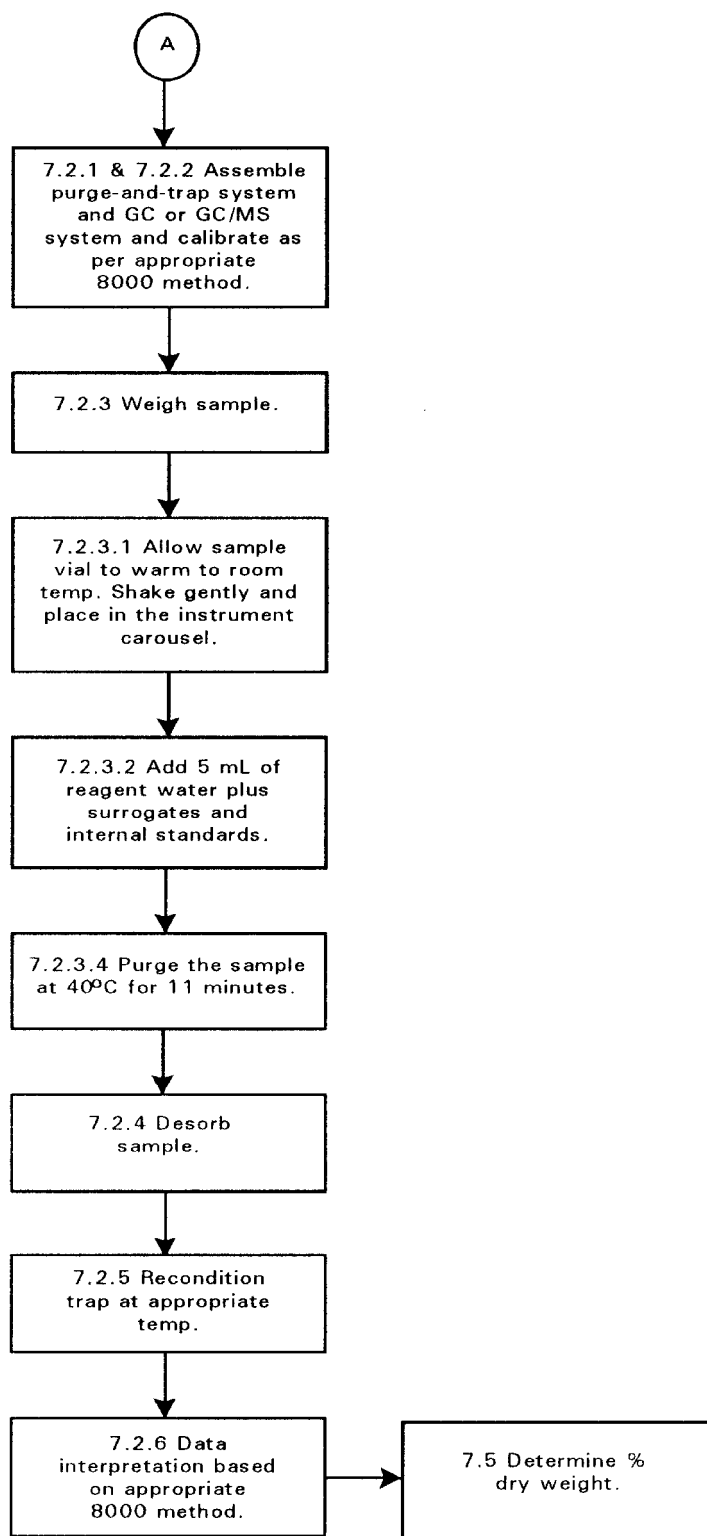 A
7.2.1 & 7.2.2 Assemble
purge-and-trap system
and GC or GC/MS
system and calibrate as
per appropriate
8000 method.
7.2.3 Weigh sample.
7.2.3.1 Allow sample
vial to warm to room
temp. Shake gently and
place in the instrument
carousel.
7.2.3.2 Add 5 mL of
reagent water plus
surrogates and
internal standards.
7.2.3.4 Purge the sample
at 40ºC for 11 minutes.
7.2.4 Desorb
sample.
7.2.5 Recondition
trap at appropriate
temp.
7.2.6 Data
interpretation based
on appropriate
8000 method.
7.5 Determine %
dry weight.